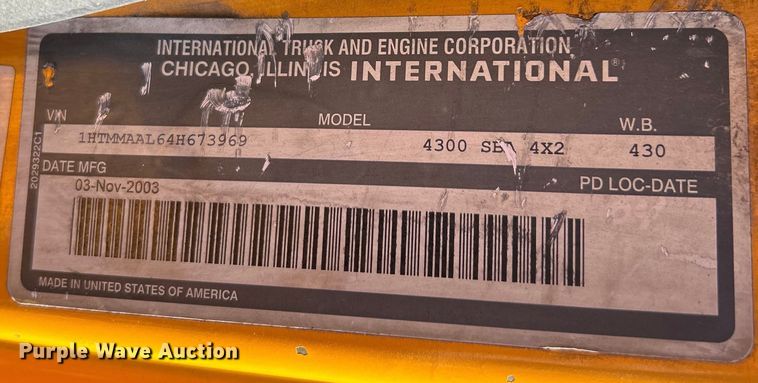 INTERNATIONAL TRUCK AND ENGINE CORPORATION
CHICAGO, ILLINOIS INTERNATIONAL®
VIN MODEL W.B.
1HTMMAAL64H673969 4300 SBA 4X2 430
DATE MFG PD LOC-DATE
03-Nov-2003
MADE IN UNITED STATES OF AMERICA
2029322C1
Purple Wave Auction